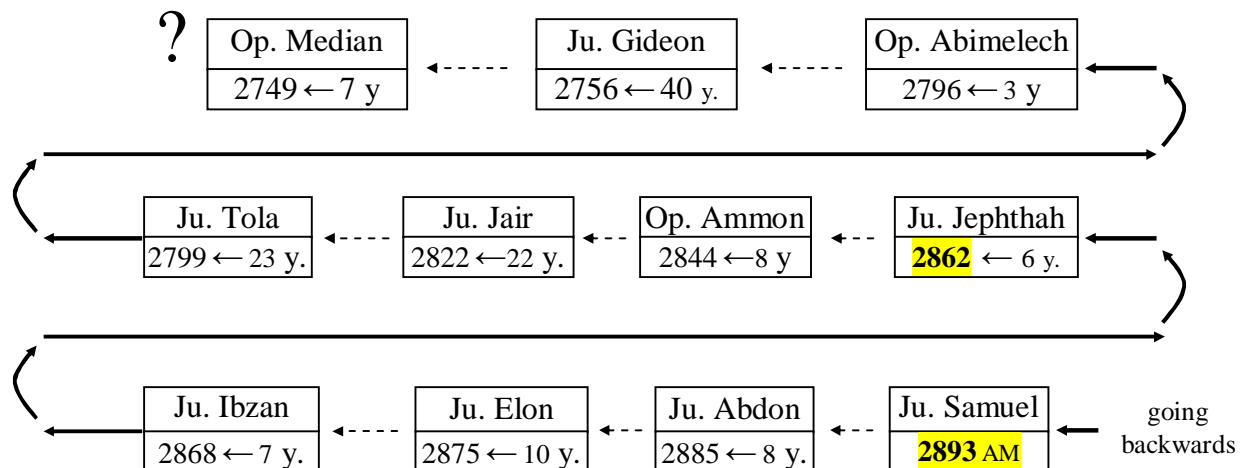 ?
Op. Median
2749 ← 7 y
Ju. Gideon
2756 ← 40 y.
Op. Abimelech
2796 ← 3 y
Ju. Tola
2799 ← 23 y.
Ju. Jair
2822 ←22 y.
Op. Ammon
2844 ←8 y
Ju. Jephthah
2862 ← 6 y.
Ju. Ibzan
2868 ← 7 y.
Ju. Elon
2875 ← 10 y.
Ju. Abdon
2885 ← 8 y.
Ju. Samuel
2893 AM
going
backwards